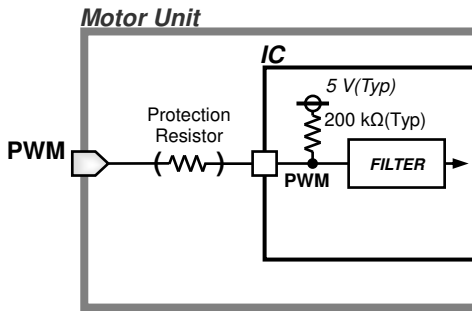 Motor Unit
IC
5 V(Typ)
200 kΩ(Typ)
Protection
Resistor
PWM
PWM
FILTER